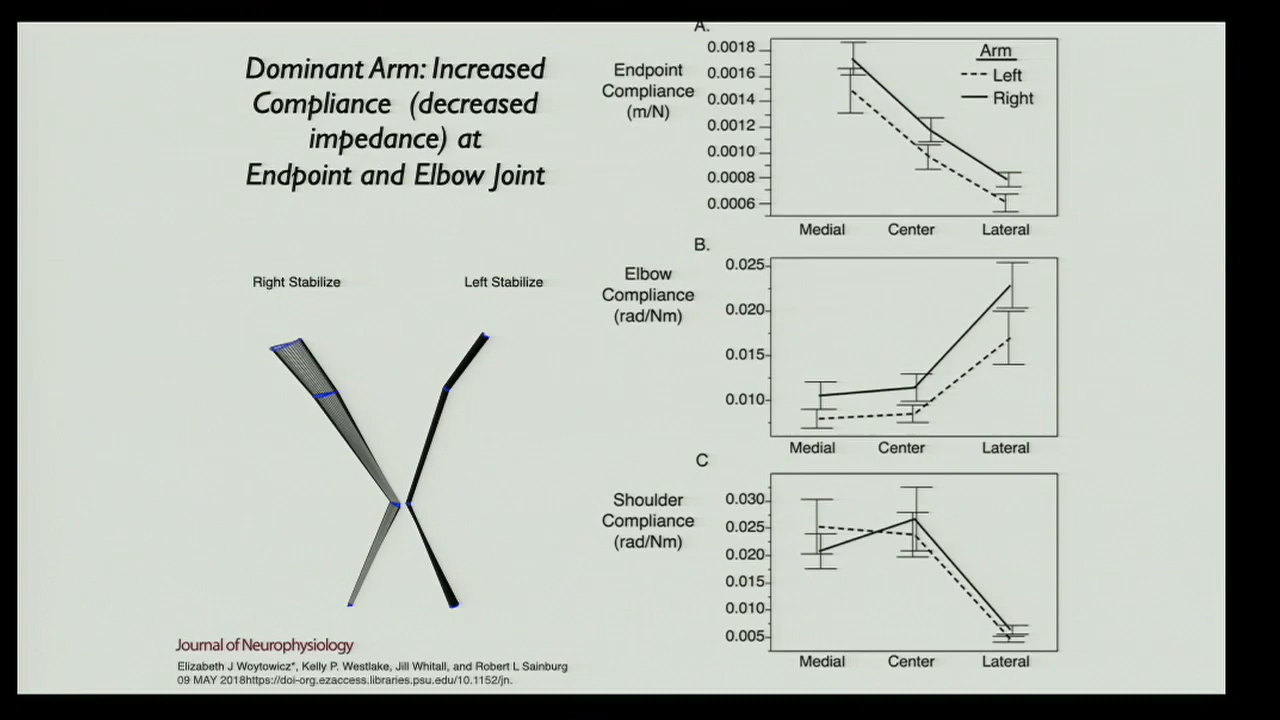 Dominant Arm: Increased
Compliance (decreased
impedance) at
Endpoint and Elbow Joint
Right Stabilize
Left Stabilize
Journal of Neurophysiology
Elizabeth J Woytowicz*, Kelly P. Westlake, Jill Whitall, and Robert L Sainburg
09 MAY 2018https://doi-org.ezaccess.libraries.psu.edu/10.1152/jn.
A.
Endpoint
Compliance
(m/N)
0.0018
0.0016
0.0014
0.0012
0.0010
0.0008
0.0006
Arm
Left
Right
Medial Center Lateral
B.
Elbow
Compliance
(rad/Nm)
0.025
0.020
0.015
0.010
Medial Center Lateral
C
Shoulder
Compliance
(rad/Nm)
0.030
0.025
0.020
0.015
0.010
0.005
Medial Center Lateral